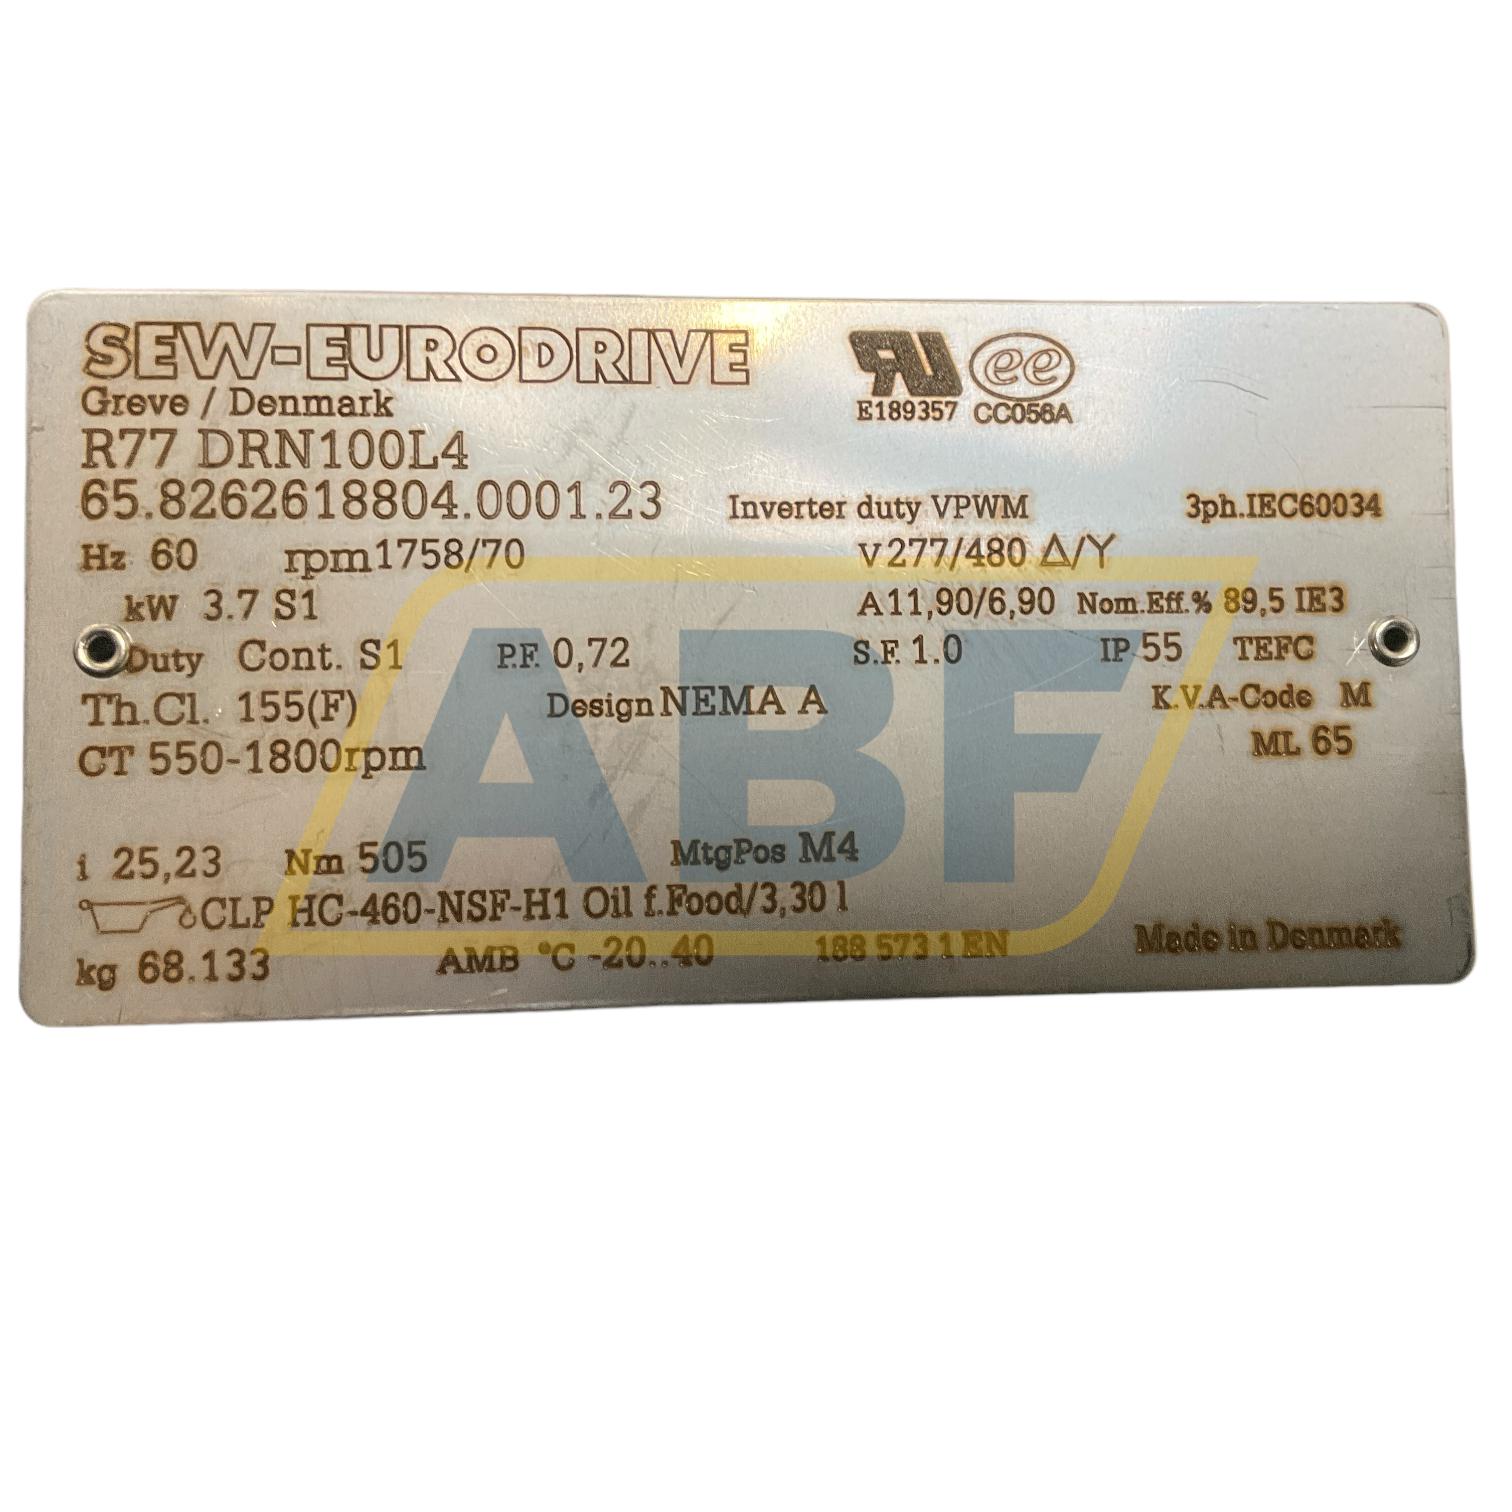 SEW-EURODRIVE
Greve / Denmark
E189357 CC056A
R77 DRN100L4
65.8262618804.0001.23 Inverter duty VPWM 3ph.IEC60034
Hz 60 rpm 1758/70 V 277/480 Δ/Y
kW 3.7 S1 A 11,90/6,90 Nom.Eff.% 89,5 IE3
Duty Cont. S1 P.F. 0,72 S.F. 1.0 IP 55 TEFC
Th.Cl. 155(F) Design NEMA A K.V.A-Code M
CT 550-1800rpm ML 65
i 25,23 Nm 505 MtgPos M4
CLP HC-460-NSF-H1 Oil f.Food/3,30 l
kg 68.133 AMB °C -20..40 188 573 1 EN Made in Denmark
ABF